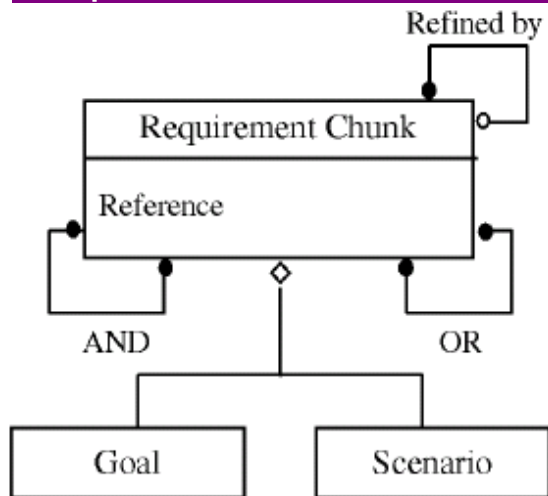 Refined by
Requirement Chunk
Reference
AND
OR
Goal
Scenario